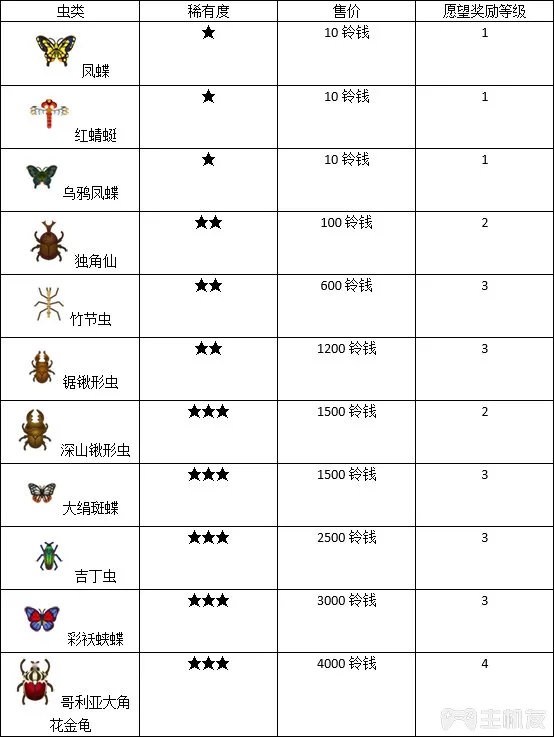 虫类 稀有度 售价 愿望奖励等级
凤蝶 ★ 10 铃钱 1
红蜻蜓 ★ 10 铃钱 1
乌鸦凤蝶 ★ 10 铃钱 1
独角仙 ★★ 100 铃钱 2
竹节虫 ★★ 600 铃钱 3
锯锹形虫 ★★ 1200 铃钱 3
深山锹形虫 ★★★ 1500 铃钱 2
大绢斑蝶 ★★★ 1500 铃钱 3
吉丁虫 ★★★ 2500 铃钱 3
彩袄蛱蝶 ★★★ 3000 铃钱 3
哥利亚大角 ★★★ 4000 铃钱 4
花金龟
主机友